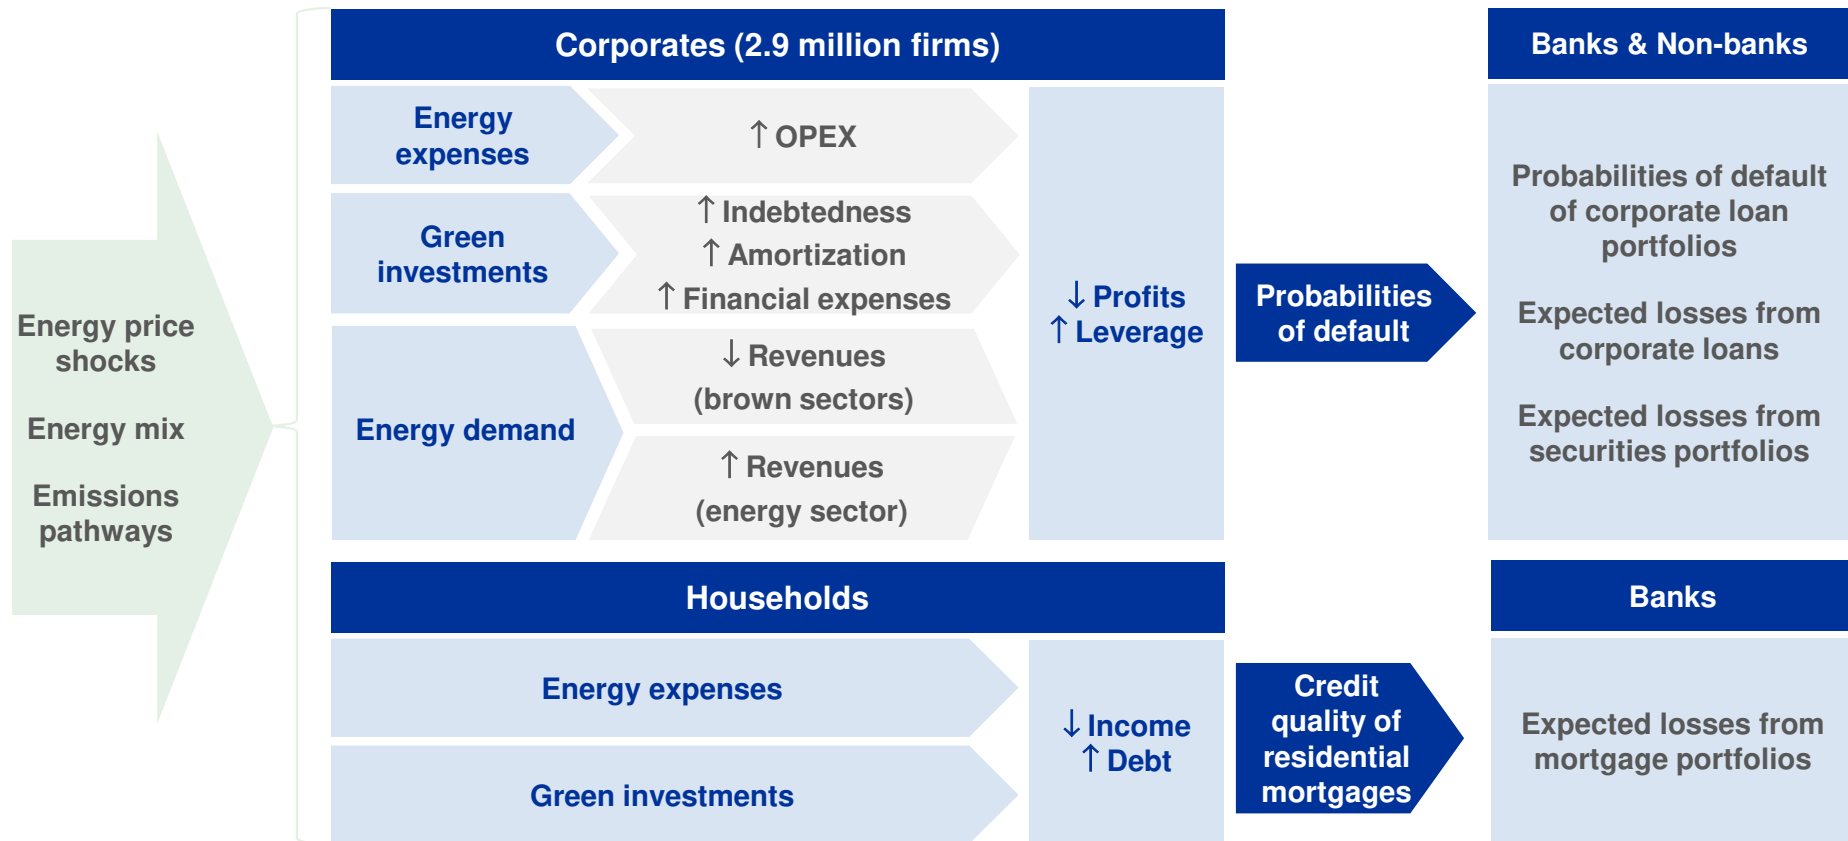 Energy price
shocks
Energy mix
Emissions
pathways
Corporates (2.9 million firms)
Energy
expenses
↑ OPEX
Green
investments
↑ Indebtedness
↑ Amortization
↑ Financial expenses
Energy demand
↓ Revenues
(brown sectors)
↑ Revenues
(energy sector)
↓ Profits
↑ Leverage
Probabilities
of default
Banks & Non-banks
Probabilities of default
of corporate loan
portfolios
Expected losses from
corporate loans
Expected losses from
securities portfolios
Households
Energy expenses
Green investments
↓ Income
↑ Debt
Credit
quality of
residential
mortgages
Banks
Expected losses from
mortgage portfolios